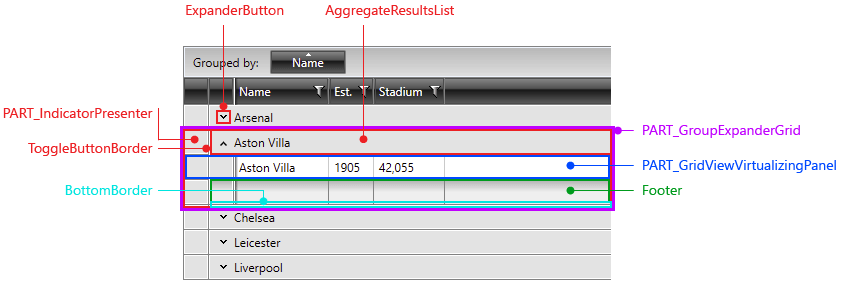 ExpanderButton AggregateResultsList
Grouped by: Name
Name Est. Stadium
PART_IndicatorPresenter Arsenal
PART_GroupExpanderGrid
ToggleButtonBorder Aston Villa
Aston Villa 1905 42,055 PART_GridViewVirtualizingPanel
BottomBorder Footer
Chelsea
Leicester
Liverpool